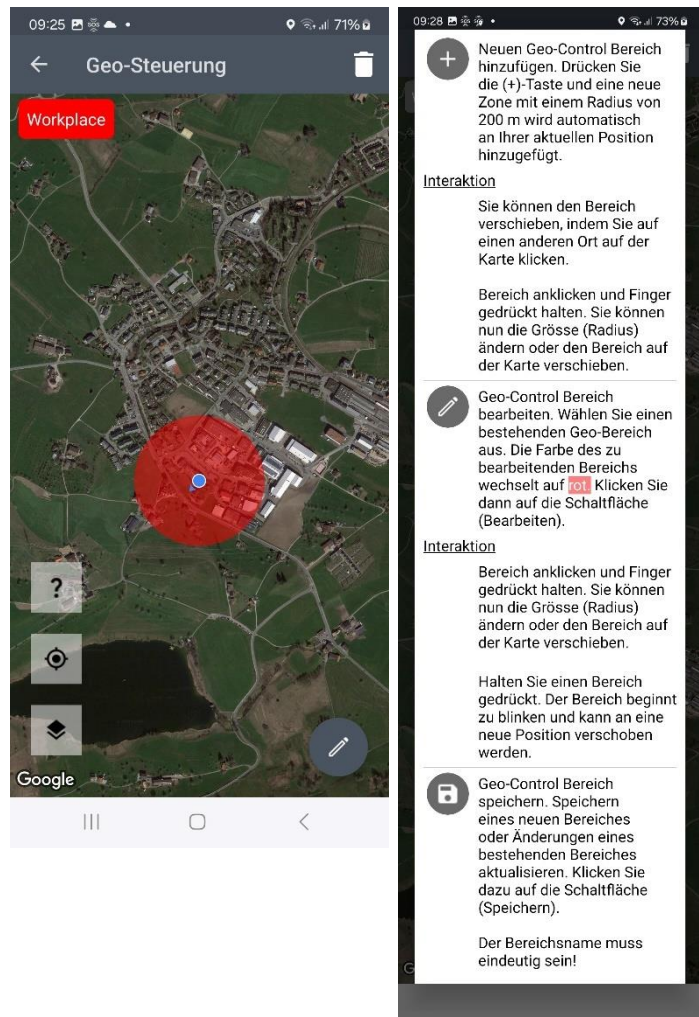 09:25
71%
Geo-Steuerung
Workplace
?
Google
09:28
73%
Neuen Geo-Control Bereich
hinzufügen. Drücken Sie
die (+)-Taste und eine neue
Zone mit einem Radius von
200 m wird automatisch
an Ihrer aktuellen Position
hinzugefügt.
Interaktion
Sie können den Bereich
verschieben, indem Sie auf
einen anderen Ort auf der
Karte klicken.
Bereich anklicken und Finger
gedrückt halten. Sie können
nun die Grösse (Radius)
ändern oder den Bereich auf
der Karte verschieben.
Geo-Control Bereich
bearbeiten. Wählen Sie einen
bestehenden Geo-Bereich
aus. Die Farbe des zu
bearbeitenden Bereichs
wechselt auf rot. Klicken Sie
dann auf die Schaltfläche
(Bearbeiten).
Interaktion
Bereich anklicken und Finger
gedrückt halten. Sie können
nun die Grösse (Radius)
ändern oder den Bereich auf
der Karte verschieben.
Halten Sie einen Bereich
gedrückt. Der Bereich beginnt
zu blinken und kann an eine
neue Position verschoben
werden.
Geo-Control Bereich
speichern. Speichern
eines neuen Bereiches
oder Änderungen eines
bestehenden Bereiches
aktualisieren. Klicken Sie
dazu auf die Schaltfläche
(Speichern).
Der Bereichsname muss
eindeutig sein!